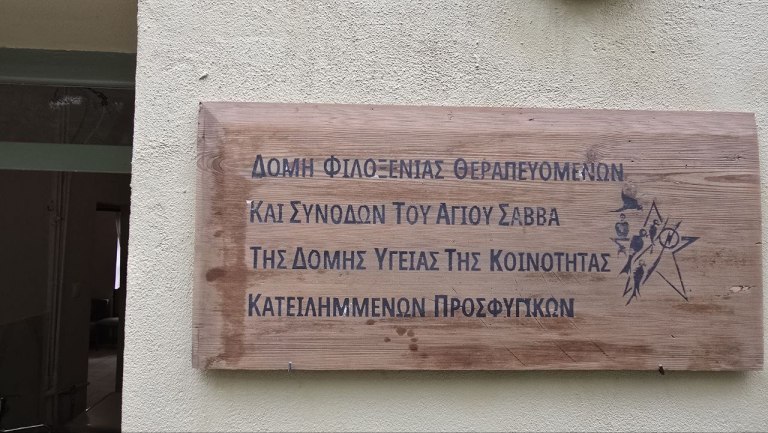 ΔΟΜΗ ΦΙΛΟΞΕΝΙΑΣ ΘΕΡΑΠΕΥΟΜΕΝΩΝ
ΚΑΙ ΣΥΝΟΔΩΝ ΤΟΥ ΑΓΙΟΥ ΣΑΒΒΑ
ΤΗΣ ΔΟΜΗΣ ΥΓΕΙΑΣ ΤΗΣ ΚΟΙΝΟΤΗΤΑΣ
ΚΑΤΕΙΛΗΜΜΕΝΩΝ ΠΡΟΣΦΥΓΙΚΩΝ